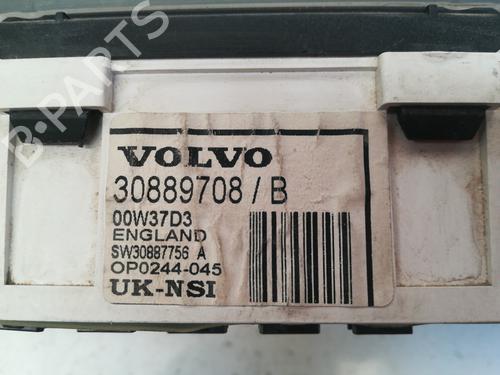 B-PARTS
VOLVO
30889708 / B
00W37D3
ENGLAND
SW30887756 A
OP0244-045
UK-NSI